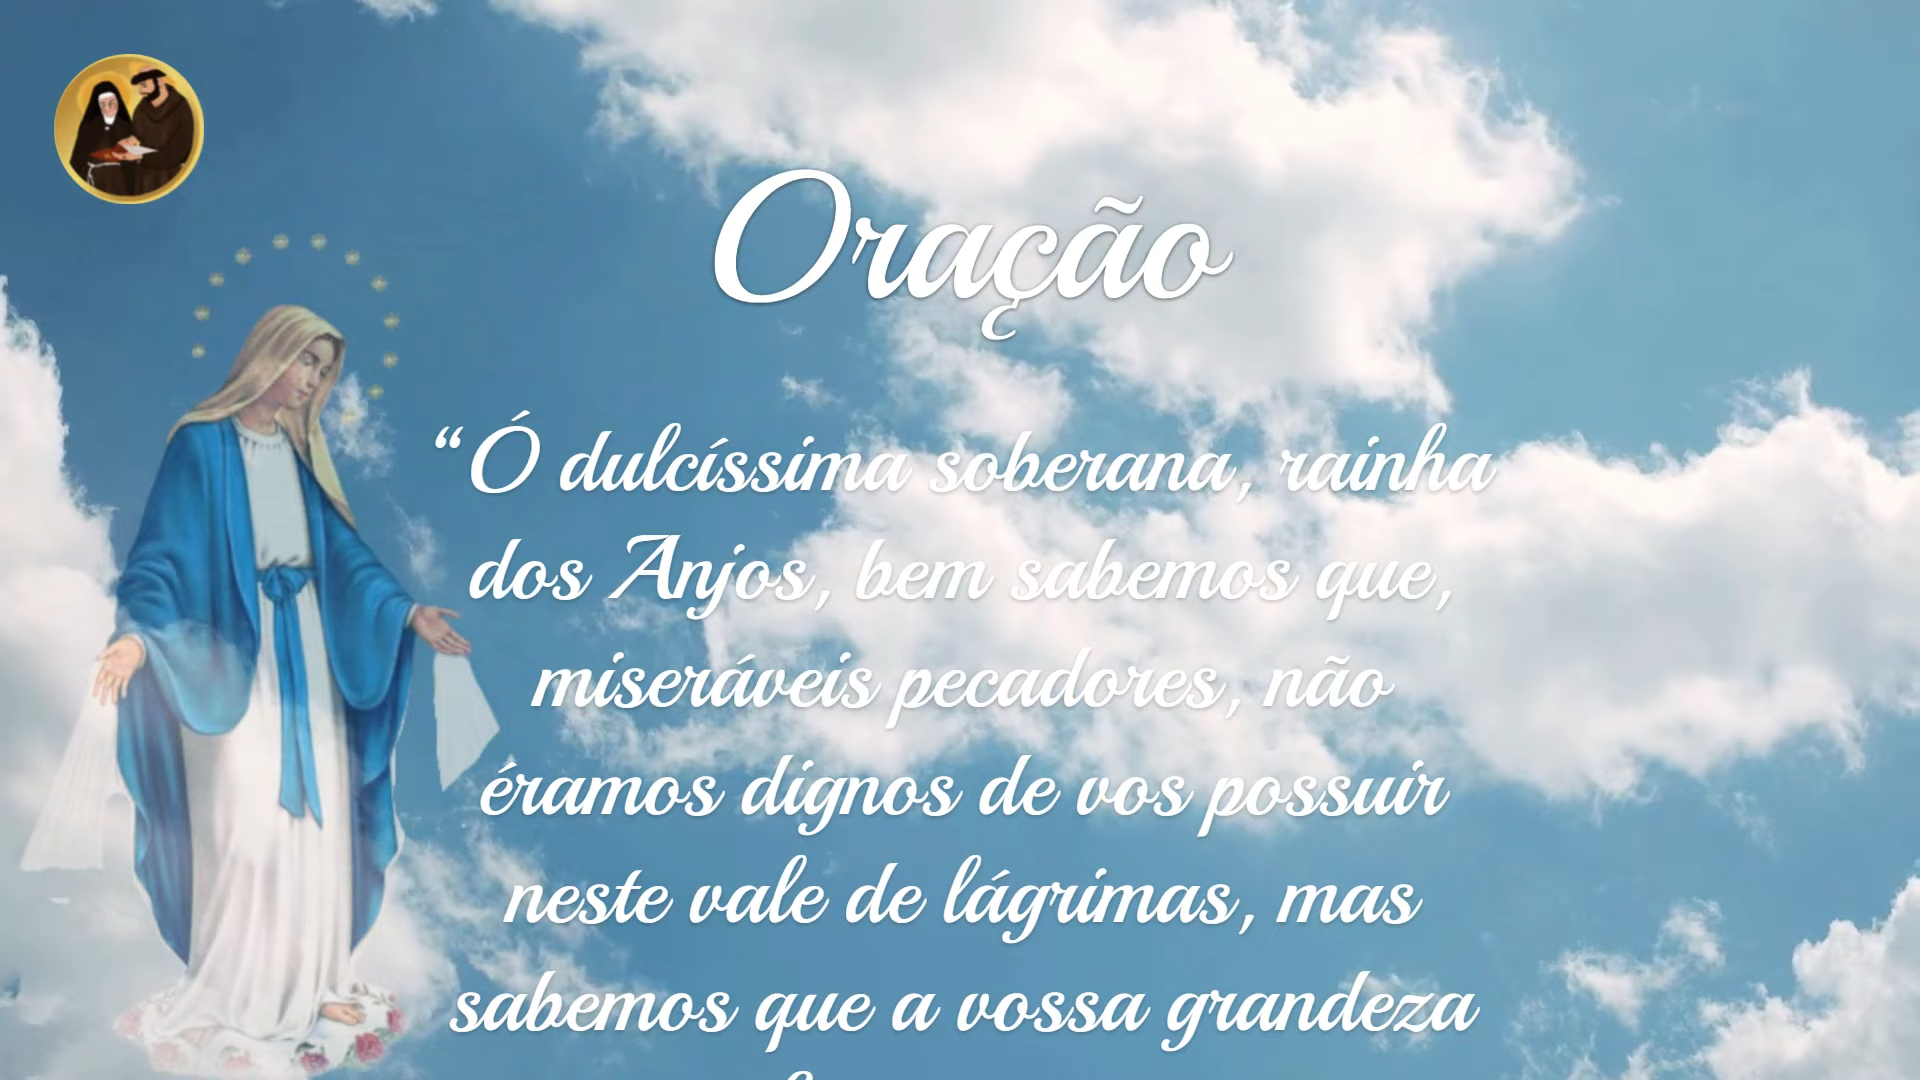 Oração
“Ó dulcíssima soberana, rainha
dos Anjos, bem sabemos que,
miseráveis pecadores, não
éramos dignos de vos possuir
neste vale de lágrimas, mas
sabemos que a vossa grandeza